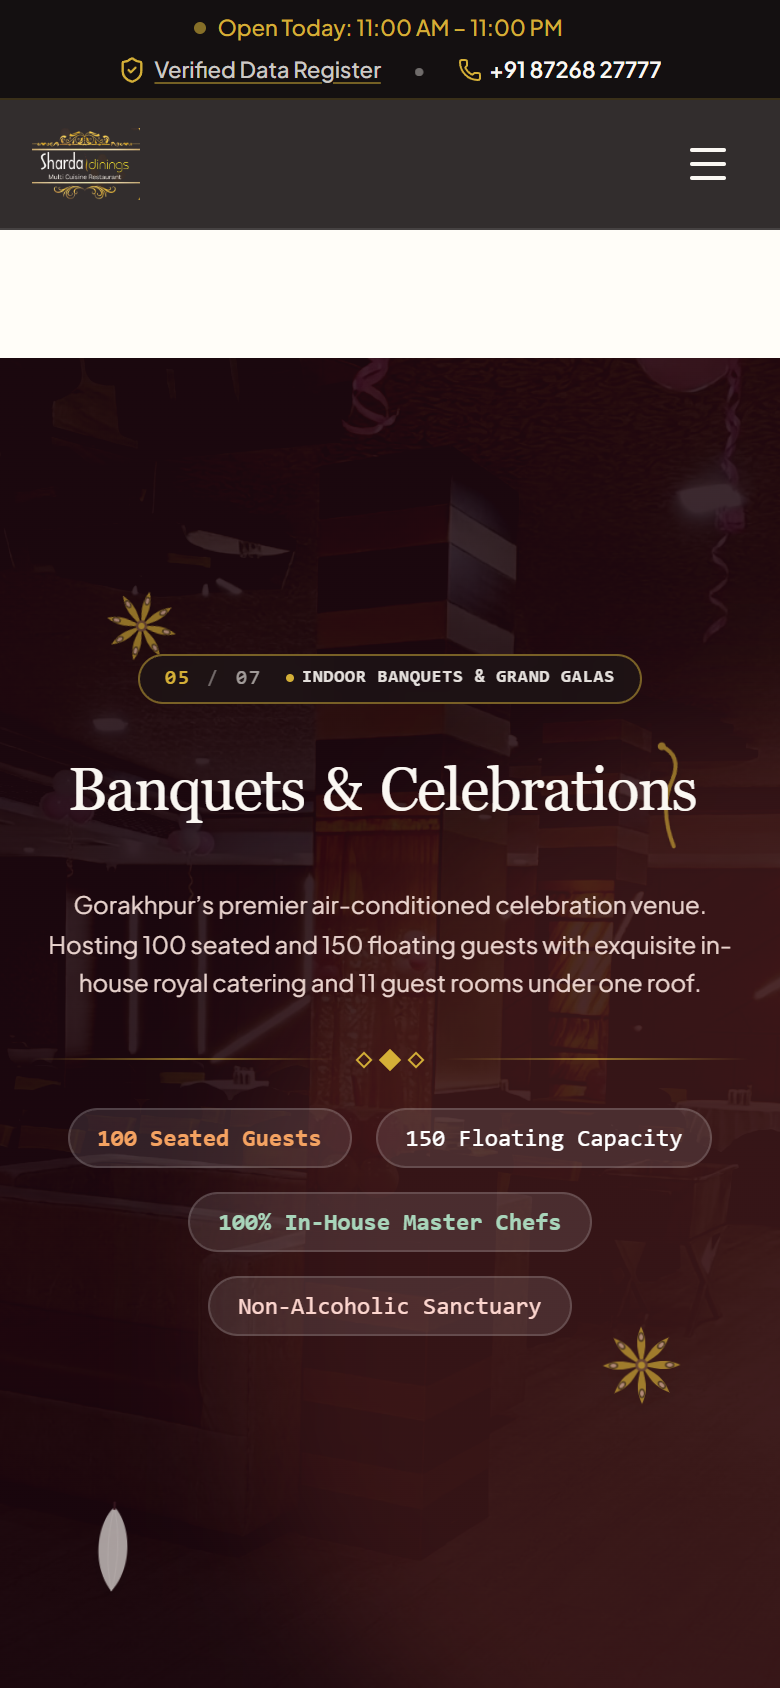 Open Today: 11:00 AM – 11:00 PM
Verified Data Register • +91 87268 27777
Sharda dinings
Multi Cuisine Restaurant
05 / 07 • INDOOR BANQUETS & GRAND GALAS
Banquets & Celebrations
Gorakhpur’s premier air-conditioned celebration venue.
Hosting 100 seated and 150 floating guests with exquisite in-
house royal catering and 11 guest rooms under one roof.
100 Seated Guests 150 Floating Capacity
100% In-House Master Chefs
Non-Alcoholic Sanctuary